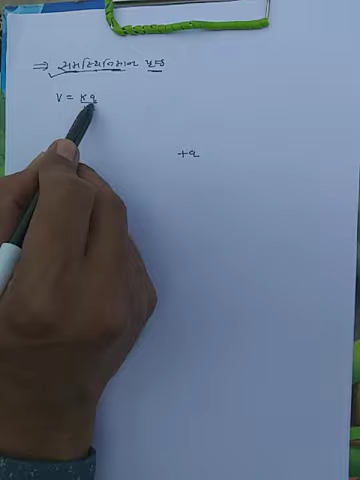 ⇒ સમસ્થિતિમાન પૃષ્ઠ
V = Kq
+q